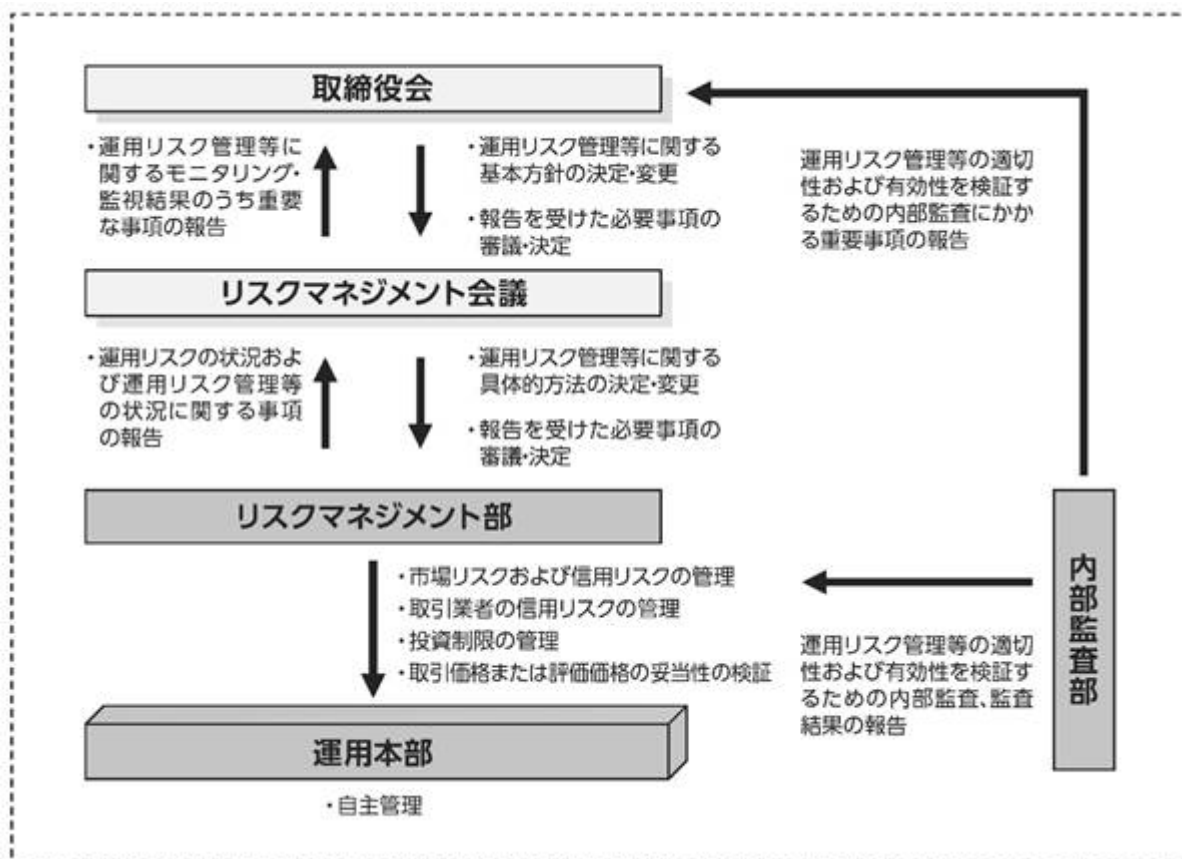 取締役会
・運用リスク管理等に
関するモニタリング・
監視結果のうち重要
な事項の報告
・運用リスク管理等に関する
基本方針の決定・変更
・報告を受けた必要事項の
審議・決定
運用リスク管理等の適切
性および有効性を検証す
るための内部監査にかか
る重要事項の報告
リスクマネジメント会議
・運用リスクの状況およ
び運用リスク管理等
の状況に関する事項
の報告
・運用リスク管理等に関する
具体的方法の決定・変更
・報告を受けた必要事項の
審議・決定
リスクマネジメント部
・市場リスクおよび信用リスクの管理
・取引業者の信用リスクの管理
・投資制限の管理
・取引価格または評価価格の妥当性の検証
内部監査部
運用リスク管理等の適切
性および有効性を検証す
るための内部監査、監査
結果の報告
運用本部
・自主管理